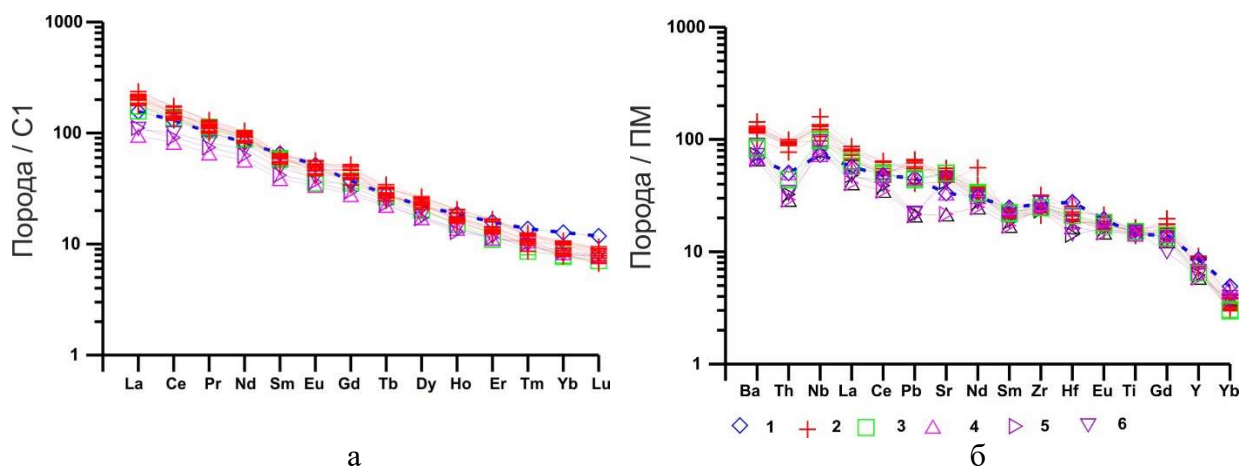 1000
100
10
1
Порода / C1
La Ce Pr Nd Sm Eu Gd Tb Dy Ho Er Tm Yb Lu
а
1000
100
10
1
Порода / ПМ
Ba Th Nb La Ce Pb Sr Nd Sm Zr Hf Eu Ti Gd Y Yb
1 2 3 4 5 6
б